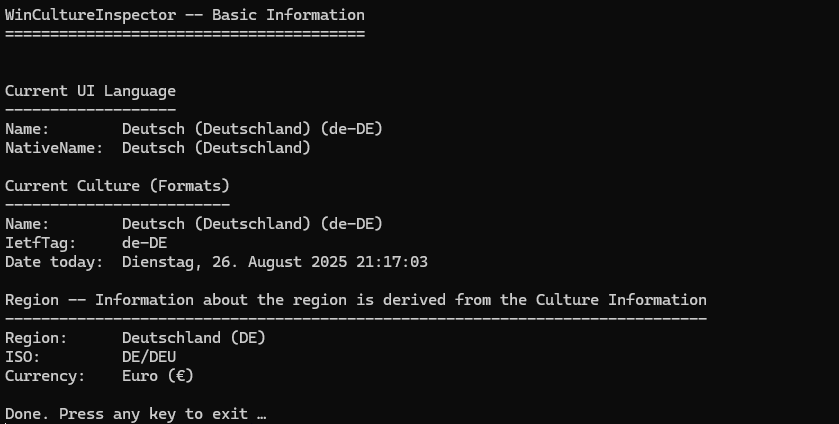 WinCultureInspector -- Basic Information
========================================
Current UI Language
-------------------
Name:        Deutsch (Deutschland) (de-DE)
NativeName:  Deutsch (Deutschland)
Current Culture (Formats)
-------------------------
Name:        Deutsch (Deutschland) (de-DE)
IetfTag:     de-DE
Date today:  Dienstag, 26. August 2025 21:17:03
Region -- Information about the region is derived from the Culture Information
------------------------------------------------------------------------------
Region:      Deutschland (DE)
ISO:         DE/DEU
Currency:    Euro (€)
Done. Press any key to exit …